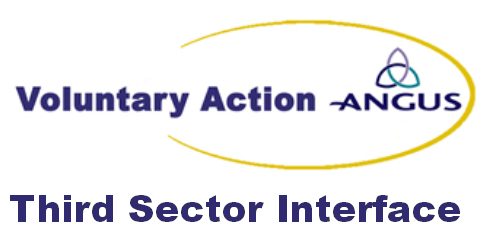 Voluntary Action ANGUS
Third Sector Interface